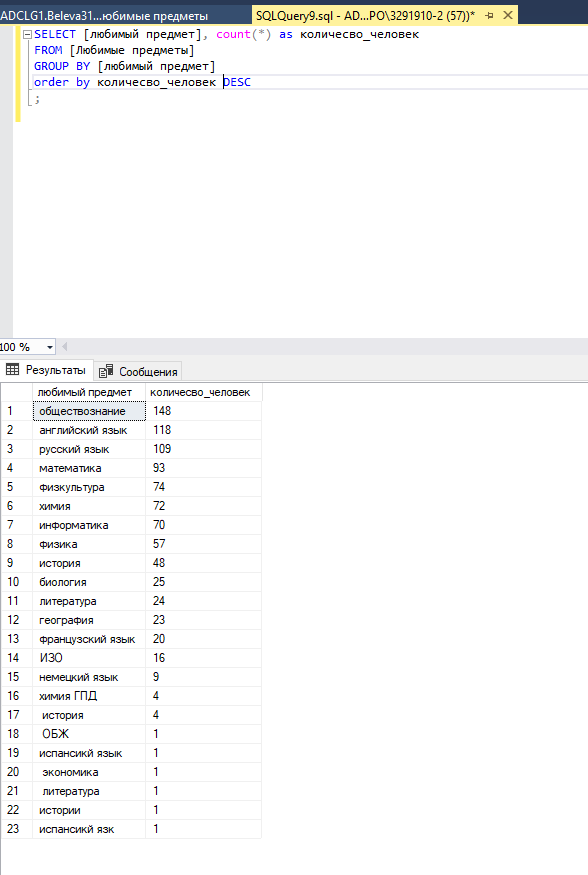 ADCLG1.Beleva31...юбимые предметы
SQLQuery9.sql - AD...PO\3291910-2 (57))*
SELECT [любимый предмет], count(*) as количесво_человек
FROM [Любимые предметы]
GROUP BY [любимый предмет]
order by количесво_человек DESC
;
100 %
Результаты
Сообщения
любимый предмет количесво_человек
1 обществознание 148
2 английский язык 118
3 русский язык 109
4 математика 93
5 физкультура 74
6 химия 72
7 информатика 70
8 физика 57
9 история 48
10 биология 25
11 литература 24
12 география 23
13 французский язык 20
14 ИЗО 16
15 немецкий язык 9
16 химия ГПД 4
17 история 4
18 ОБЖ 1
19 испансикй язык 1
20 экономика 1
21 литература 1
22 истории 1
23 испансикй язк 1